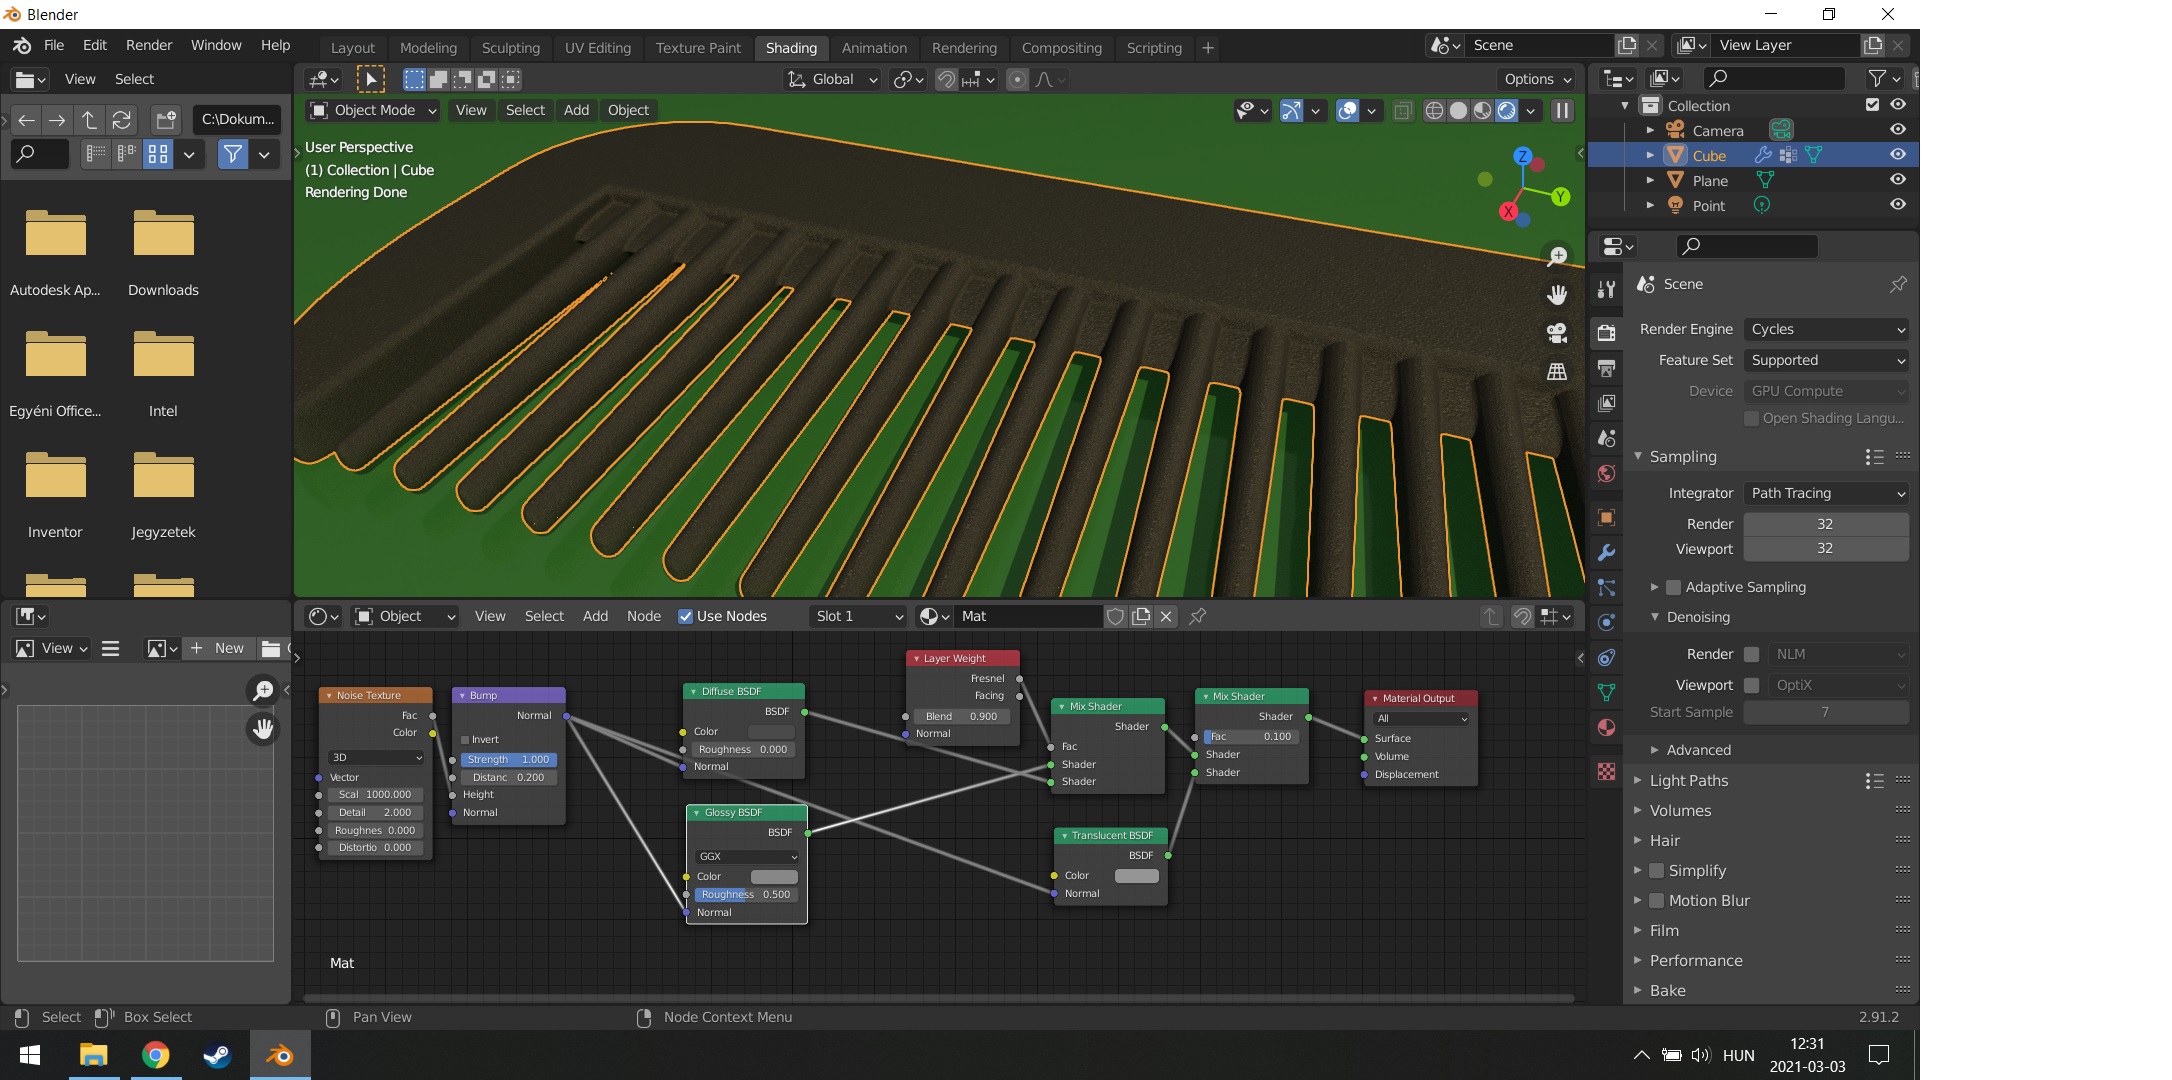 Blender
File Edit Render Window Help
Layout Modeling Sculpting UV Editing Texture Paint Shading Animation Rendering Compositing Scripting +
Scene
View Layer
View Select
Global
Options
C:\Dokum...
Object Mode View Select Add Object
User Perspective
(1) Collection | Cube
Rendering Done
Z
Y
X
Autodesk Ap...
Downloads
Egyéni Office...
Intel
Inventor
Jegyzetek
Collection
Camera
Cube
Plane
Point
Scene
Render Engine Cycles
Feature Set Supported
Device GPU Compute
Open Shading Langu...
Sampling
Integrator Path Tracing
Render 32
Viewport 32
Adaptive Sampling
Denoising
Render NLM
Viewport OptiX
Start Sample 7
Advanced
Light Paths
Volumes
Hair
Simplify
Motion Blur
Film
Performance
Bake
View
+ New
Object View Select Add Node Use Nodes Slot 1 Mat
Noise Texture
Fac
Color
3D
Vector
Scal 1000.000
Detail 2.000
Roughnes 0.000
Distortio 0.000
Bump
Normal
Invert
Strength 1.000
Distanc 0.200
Height
Normal
Diffuse BSDF
BSDF
Color
Roughness 0.000
Normal
Glossy BSDF
BSDF
GGX
Color
Roughness 0.500
Normal
Layer Weight
Fresnel
Facing
Blend 0.900
Normal
Mix Shader
Shader
Fac
Shader
Shader
Translucent BSDF
BSDF
Color
Normal
Mix Shader
Shader
Fac 0.100
Shader
Shader
Material Output
All
Surface
Volume
Displacement
Mat
Select Box Select Pan View Node Context Menu 2.91.2
HUN
12:31
2021-03-03